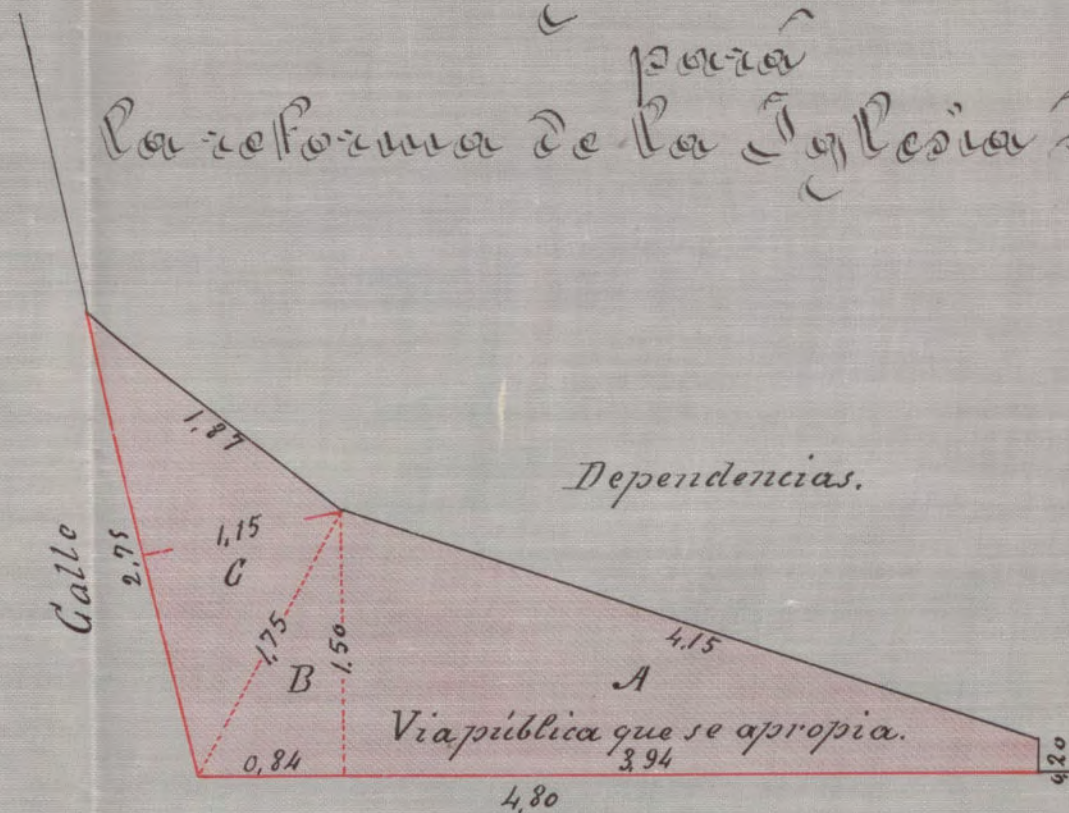 y
para
la reforma de la Iglesia
1,87
Dependencias.
Calle
2,75
1,15
C
1,75
1,50
B
4,15
A
Via pública que se apropia.
0,84
3,94
0,20
4,80